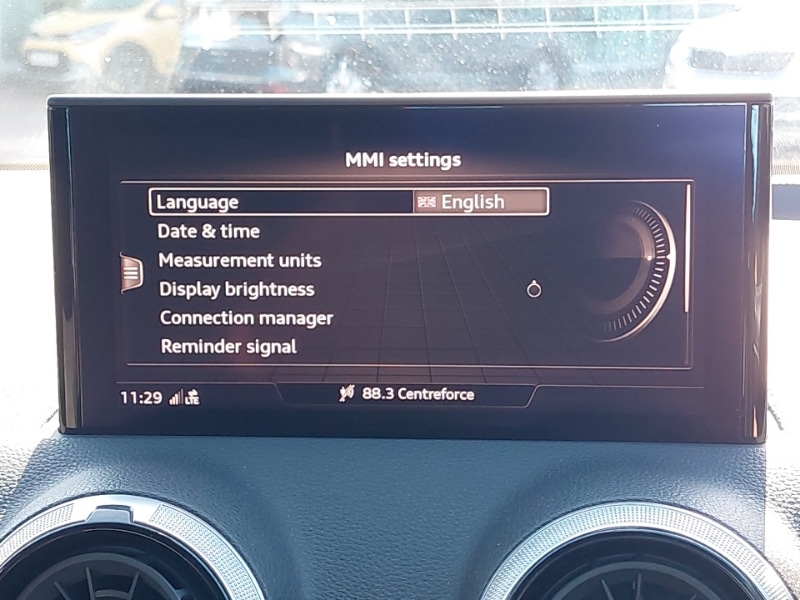 MMI settings
Language English
Date & time
Measurement units
Display brightness
Connection manager
Reminder signal
11:29 LTE 88.3 Centreforce